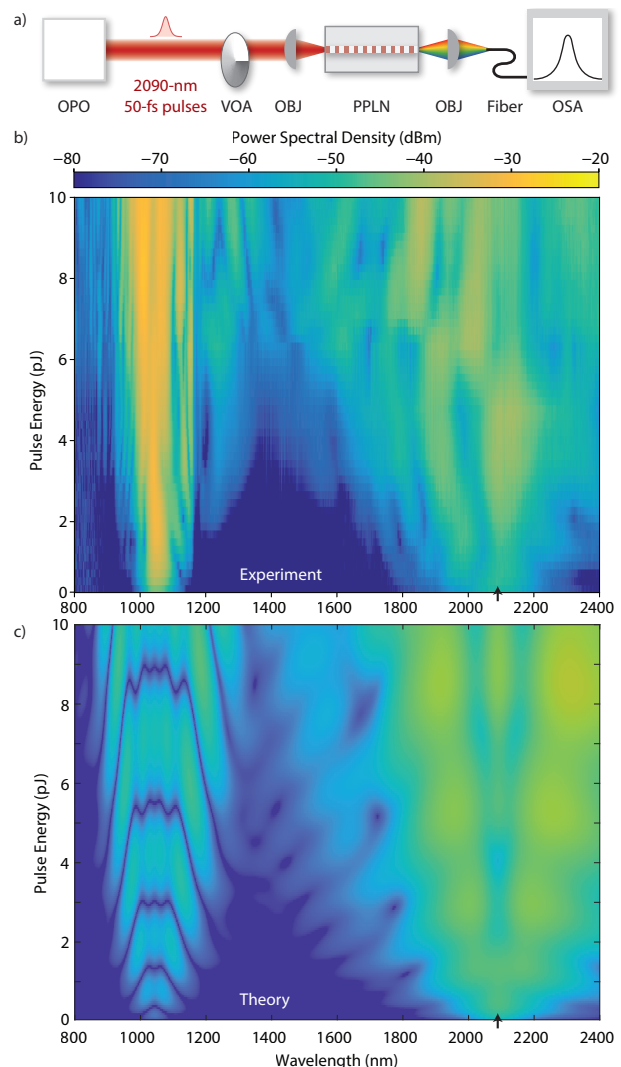 a)
2090-nm
50-fs pulses
OPO
VOA
OBJ
PPLN
OBJ
Fiber
OSA
b)
Power Spectral Density (dBm)
−80 −70 −60 −50 −40 −30 −20
Pulse Energy (pJ)
10
8
6
4
2
0
Experiment
800 1000 1200 1400 1600 1800 2000 2200 2400
c)
Pulse Energy (pJ)
10
8
6
4
2
0
Theory
800 1000 1200 1400 1600 1800 2000 2200 2400
Wavelength (nm)